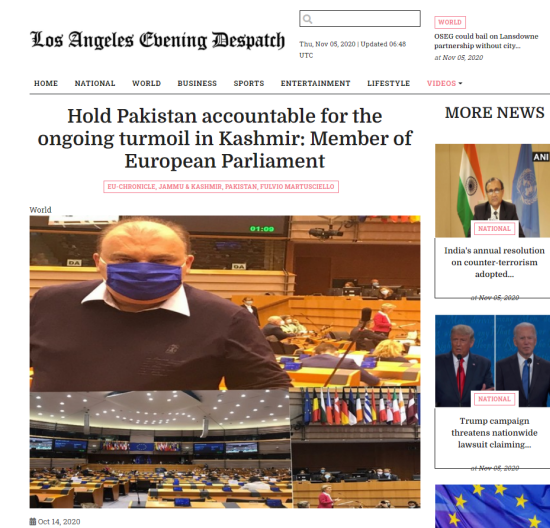 Los Angeles Evening Despatch
Thu, Nov 05, 2020 | Updated 06:48
UTC
WORLD
OSEG could bail on Lansdowne
partnership without city...
at Nov 05, 2020
HOME NATIONAL WORLD BUSINESS SPORTS ENTERTAINMENT LIFESTYLE VIDEOS
Hold Pakistan accountable for the
ongoing turmoil in Kashmir: Member of
European Parliament
EU-CHRONICLE, JAMMU & KASHMIR, PAKISTAN, FULVIO MARTUSCIELLO
World
01:09
DA
DA
Oct 14, 2020
MORE NEWS
ANI
NATIONAL
India's annual resolution
on counter-terrorism
adopted...
at Nov 05, 2020
NATIONAL
Trump campaign
threatens nationwide
lawsuit claiming...
at Nov 05, 2020